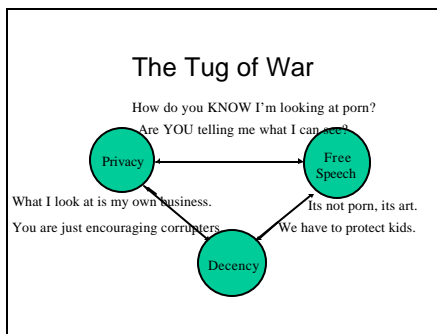 The Tug of War
How do you KNOW I'm looking at porn?
Are YOU telling me what I can see?
Privacy
Free
Speech
What I look at is my own business.
Its not porn, its art.
You are just encouraging corrupters.
We have to protect kids.
Decency